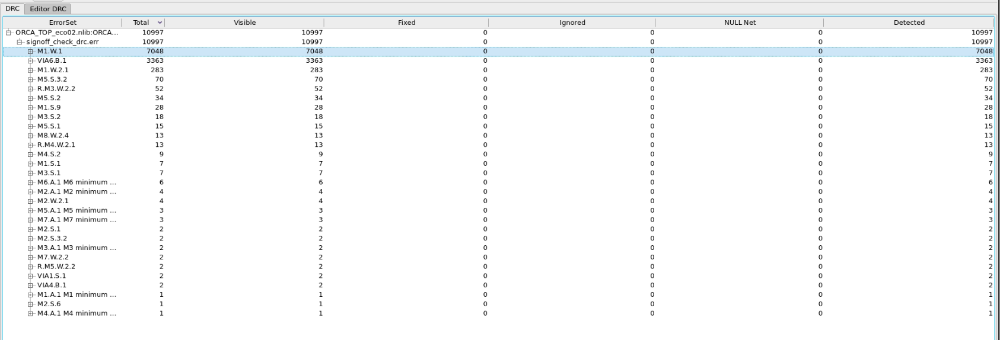 DRC Editor DRC
ErrorSet Total Visible Fixed Ignored NULL Net Detected
ORCA_TOP_eco02.nlib:ORCA... 10997 10997 0 0 0 10997
signoff_check_drc.err 10997 10997 0 0 0 10997
M1.W.1 7048 7048 0 0 0 7048
VIA6.B.1 3363 3363 0 0 0 3363
M1.W.2.1 283 283 0 0 0 283
M5.S.3.2 70 70 0 0 0 70
R.M3.W.2.2 52 52 0 0 0 52
M5.S.2 34 34 0 0 0 34
M1.S.9 28 28 0 0 0 28
M3.S.2 18 18 0 0 0 18
M5.S.1 15 15 0 0 0 15
M8.W.2.4 13 13 0 0 0 13
R.M4.W.2.1 13 13 0 0 0 13
M4.S.2 9 9 0 0 0 9
M1.S.1 7 7 0 0 0 7
M3.S.1 7 7 0 0 0 7
M6.A.1 M6 minimum ... 6 6 0 0 0 6
M2.A.1 M2 minimum ... 4 4 0 0 0 4
M2.W.2.1 4 4 0 0 0 4
M5.A.1 M5 minimum ... 3 3 0 0 0 3
M7.A.1 M7 minimum ... 3 3 0 0 0 3
M2.S.1 2 2 0 0 0 2
M2.S.3.2 2 2 0 0 0 2
M3.A.1 M3 minimum ... 2 2 0 0 0 2
M7.W.2.2 2 2 0 0 0 2
R.M5.W.2.2 2 2 0 0 0 2
VIA1.S.1 2 2 0 0 0 2
VIA4.B.1 2 2 0 0 0 2
M1.A.1 M1 minimum ... 1 1 0 0 0 1
M2.S.6 1 1 0 0 0 1
M4.A.1 M4 minimum ... 1 1 0 0 0 1